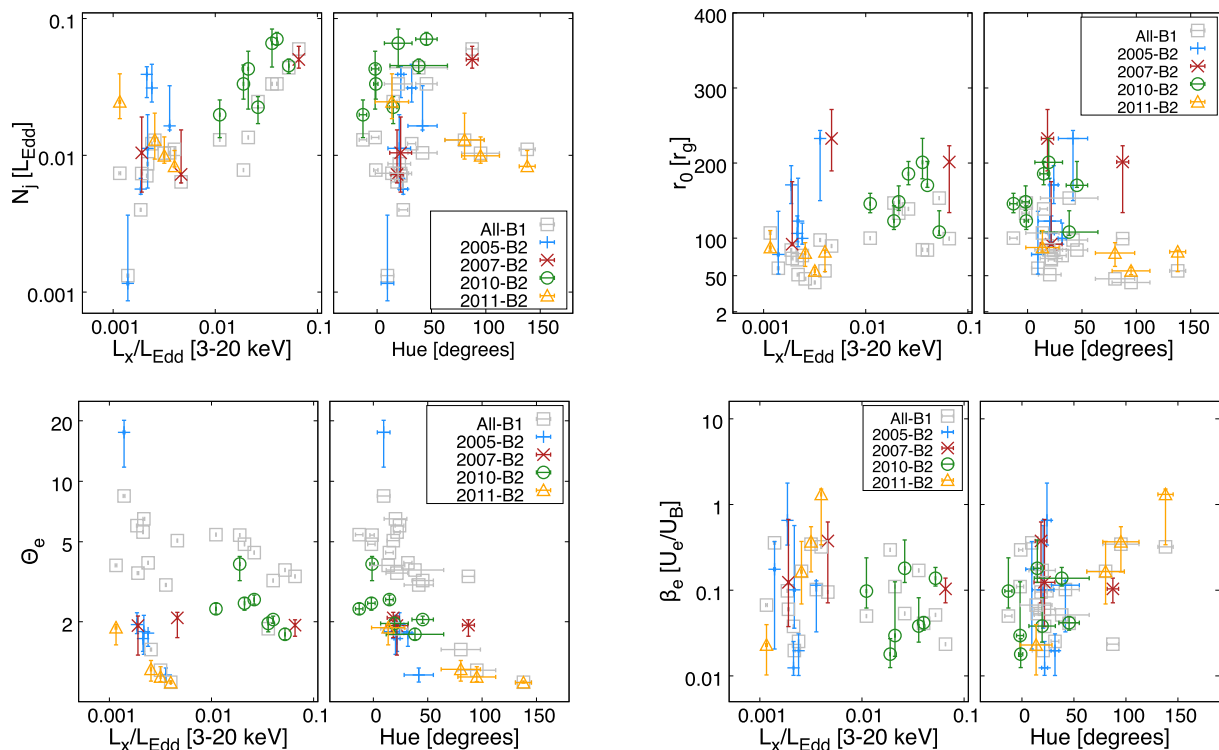 0.1
0.01
0.001
N_j [L_Edd]
0.001 0.01 0.1
L_x/L_Edd [3-20 keV]
0 50 100 150
Hue [degrees]
All-B1
2005-B2
2007-B2
2010-B2
2011-B2
400
300
200
100
50
2
r_0 [r_g]
0.001 0.01 0.1
L_x/L_Edd [3-20 keV]
0 50 100 150
Hue [degrees]
All-B1
2005-B2
2007-B2
2010-B2
2011-B2
20
10
5
2
Θ_e
0.001 0.01 0.1
L_x/L_Edd [3-20 keV]
0 50 100 150
Hue [degrees]
All-B1
2005-B2
2007-B2
2010-B2
2011-B2
10
1
0.1
0.01
β_e [U_e/U_B]
0.001 0.01 0.1
L_x/L_Edd [3-20 keV]
0 50 100 150
Hue [degrees]
All-B1
2005-B2
2007-B2
2010-B2
2011-B2